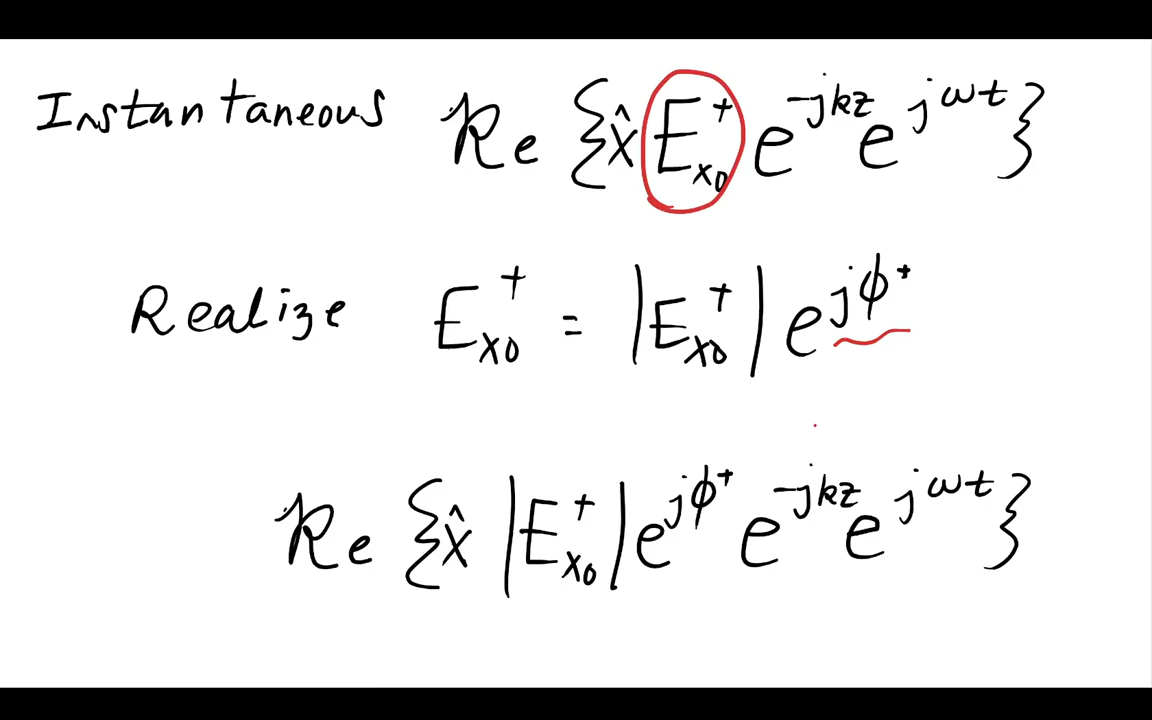 Instantaneous Re {x̂ E⁺ₓ₀ e^{-jkz} e^{jωt}}
Realize E⁺ₓ₀ = |E⁺ₓ₀| e^{jϕ⁺}
Re {x̂ |E⁺ₓ₀| e^{jϕ⁺} e^{-jkz} e^{jωt}}